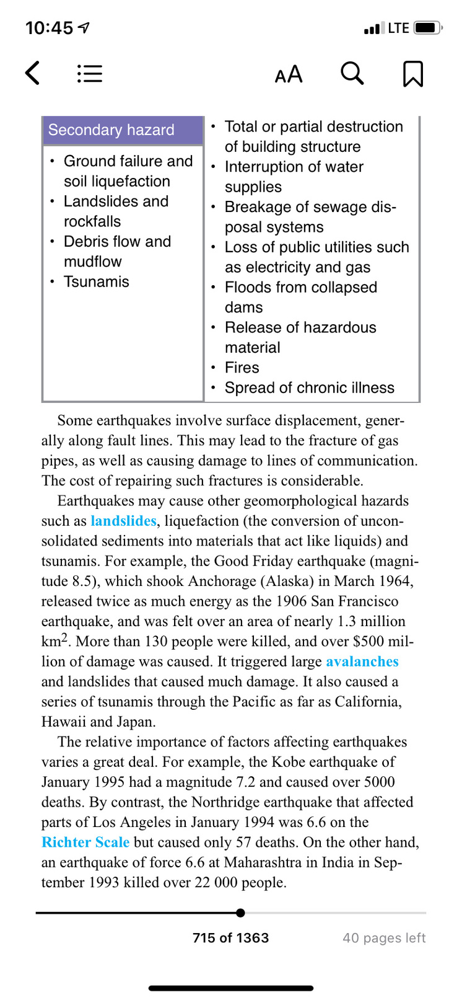 10:45
LTE
AA
Secondary hazard
• Ground failure and
soil liquefaction
• Landslides and
rockfalls
• Debris flow and
mudflow
• Tsunamis
• Total or partial destruction
of building structure
• Interruption of water
supplies
• Breakage of sewage dis-
posal systems
• Loss of public utilities such
as electricity and gas
• Floods from collapsed
dams
• Release of hazardous
material
• Fires
• Spread of chronic illness
Some earthquakes involve surface displacement, gener-
ally along fault lines. This may lead to the fracture of gas
pipes, as well as causing damage to lines of communication.
The cost of repairing such fractures is considerable.
Earthquakes may cause other geomorphological hazards
such as landslides, liquefaction (the conversion of uncon-
solidated sediments into materials that act like liquids) and
tsunamis. For example, the Good Friday earthquake (magni-
tude 8.5), which shook Anchorage (Alaska) in March 1964,
released twice as much energy as the 1906 San Francisco
earthquake, and was felt over an area of nearly 1.3 million
km². More than 130 people were killed, and over $500 mil-
lion of damage was caused. It triggered large avalanches
and landslides that caused much damage. It also caused a
series of tsunamis through the Pacific as far as California,
Hawaii and Japan.
The relative importance of factors affecting earthquakes
varies a great deal. For example, the Kobe earthquake of
January 1995 had a magnitude 7.2 and caused over 5000
deaths. By contrast, the Northridge earthquake that affected
parts of Los Angeles in January 1994 was 6.6 on the
Richter Scale but caused only 57 deaths. On the other hand,
an earthquake of force 6.6 at Maharashtra in India in Sep-
tember 1993 killed over 22 000 people.
715 of 1363
40 pages left